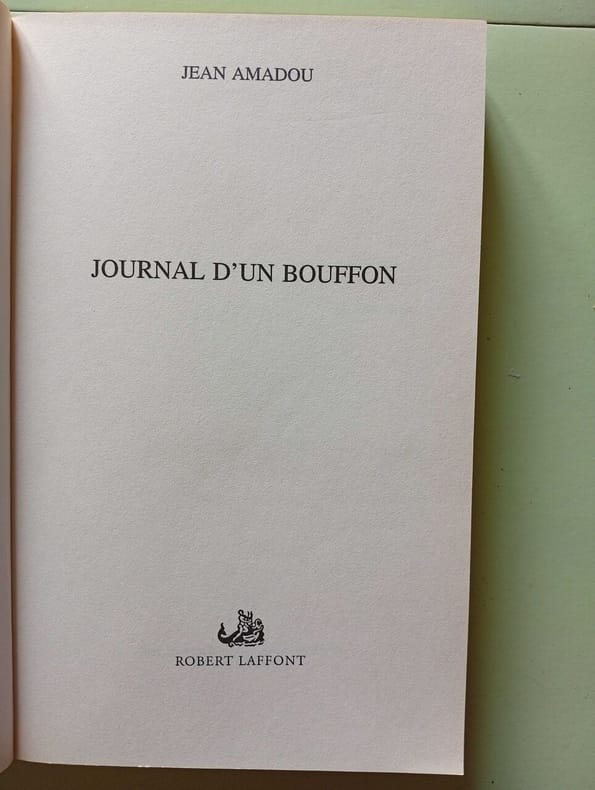 JEAN AMADOU
JOURNAL D'UN BOUFFON
ROBERT LAFFONT